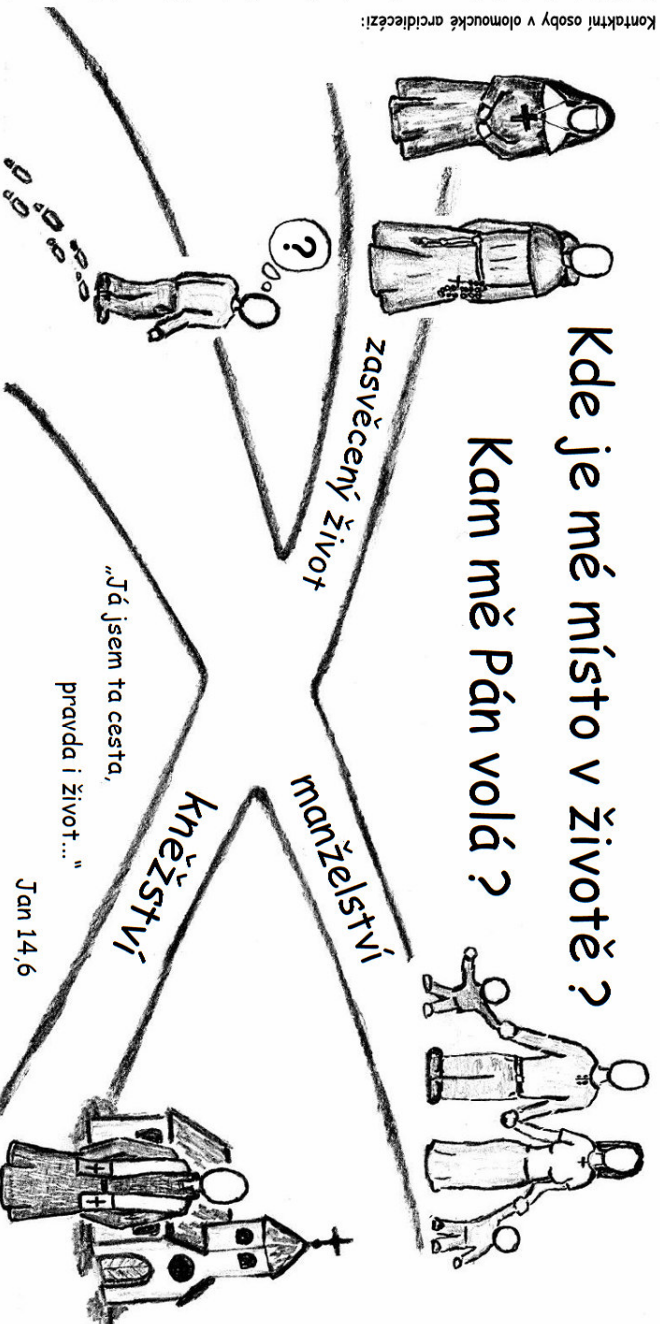 Kontaktní osoby v olomoucké arcidiecézi:
Kde je mé místo v životě ?
Kam mě Pán volá ?
?
zasvěcený život
manželství
kněžství
„Já jsem ta cesta,
pravda i život..."
Jan 14,6